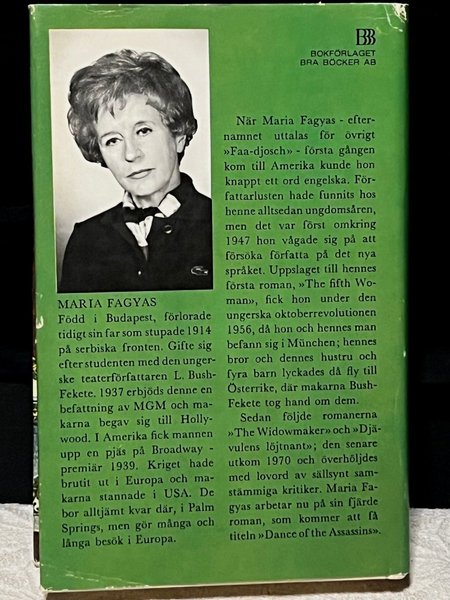 BBB
BOKFÖRLAGET
BRA BÖCKER AB
MARIA FAGYAS
Född i Budapest, förlorade
tidigt sin far som stupade 1914
på serbiska fronten. Gifte sig
efter studenten med den unger-
ske teaterförfattaren L. Bush-
Fekete. 1937 erbjöds denne en
befattning av MGM och ma-
karna begav sig till Holly-
wood. I Amerika fick mannen
upp en pjäs på Broadway -
premiär 1939. Kriget hade
brutit ut i Europa och ma-
karna stannade i USA. De
bor alltjämt kvar där, i Palm
Springs, men gör många och
långa besök i Europa.
När Maria Fagyas - efter-
namnet uttalas för övrigt
»Faa-djosch» - första gången
kom till Amerika kunde hon
knappt ett ord engelska. För-
fattarlusten hade funnits hos
henne alltsedan ungdomsåren,
men det var först omkring
1947 hon vågade sig på att
försöka författa på det nya
språket. Uppslaget till hennes
första roman, »The fifth Wo-
man», fick hon under den
ungerska oktoberrevolutionen
1956, då hon och hennes man
befann sig i München; hennes
bror och dennes hustru och
fyra barn lyckades då fly till
Österrike, där makarna Bush-
Fekete tog hand om dem.
Sedan följde romanerna
»The Widowmaker» och »Djä-
vulens löjtnant»; den senare
utkom 1970 och överhöljdes
med lovord av sällsynt sam-
stämmiga kritiker. Maria Fa-
gyas arbetar nu på sin fjärde
roman, som kommer att få
titeln »Dance of the Assassins».